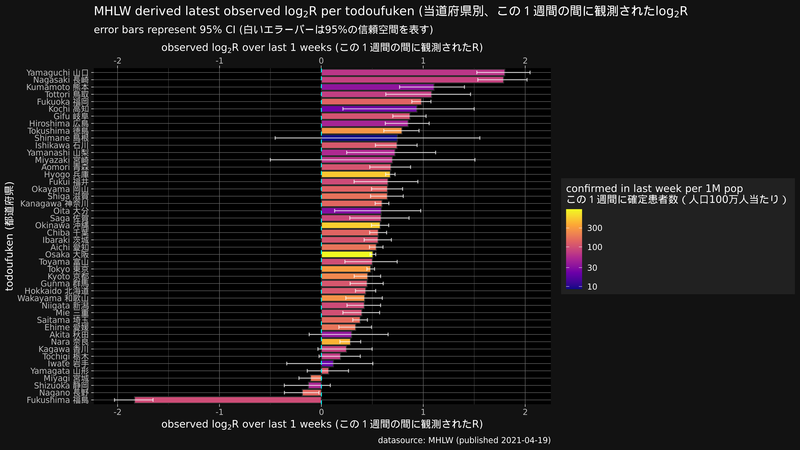 MHLW derived latest observed log2R per todoufuken (当道府県別、この１週間の間に観測されたlog2R
error bars represent 95% CI (白いエラーバーは95%の信頼空間を表す)
observed log2R over last 1 weeks (この１週間の間に観測されたR)
-2 -1 0 1 2
Yamaguchi 山口
Nagasaki 長崎
Kumamoto 熊本
Tottori 鳥取
Fukuoka 福岡
Kochi 高知
Gifu 岐阜
Hiroshima 広島
Tokushima 徳島
Shimane 島根
Ishikawa 石川
Yamanashi 山梨
Miyazaki 宮崎
Aomori 青森
Hyogo 兵庫
Fukui 福井
Okayama 岡山
Shiga 滋賀
Kanagawa 神奈川
Oita 大分
Saga 佐賀
Okinawa 沖縄
Chiba 千葉
Ibaraki 茨城
Aichi 愛知
Osaka 大阪
Toyama 富山
Tokyo 東京
Kyoto 京都
Gunma 群馬
Hokkaido 北海道
Wakayama 和歌山
Niigata 新潟
Mie 三重
Saitama 埼玉
Ehime 愛媛
Akita 秋田
Nara 奈良
Kagawa 香川
Tochigi 栃木
Iwate 岩手
Yamagata 山形
Miyagi 宮城
Shizuoka 静岡
Nagano 長野
Fukushima 福島
todoufuken (都道府県)
-2 -1 0 1 2
observed log2R over last 1 weeks (この１週間の間に観測されたR)
datasource: MHLW (published 2021-04-19)
confirmed in last week per 1M pop
この１週間に確定患者数 ( 人口100万人当たり )
300
100
30
10